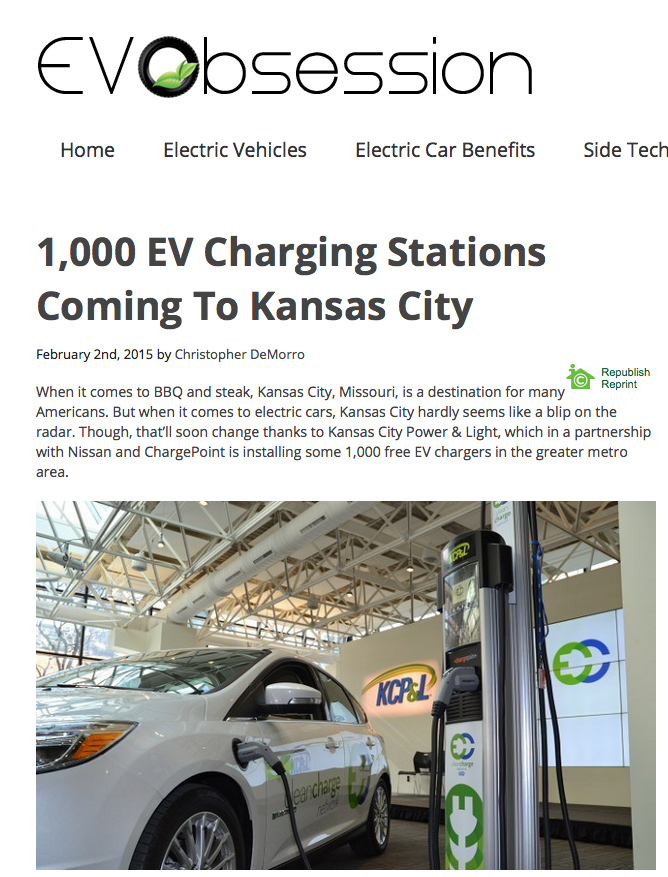 EVObsession
Home Electric Vehicles Electric Car Benefits Side Tech
1,000 EV Charging Stations
Coming To Kansas City
February 2nd, 2015 by Christopher DeMorro
Republish
Reprint
When it comes to BBQ and steak, Kansas City, Missouri, is a destination for many
Americans. But when it comes to electric cars, Kansas City hardly seems like a blip on the
radar. Though, that’ll soon change thanks to Kansas City Power & Light, which in a partnership
with Nissan and ChargePoint is installing some 1,000 free EV chargers in the greater metro
area.
charge
KCP&L
KCP&L
cleancharge
network